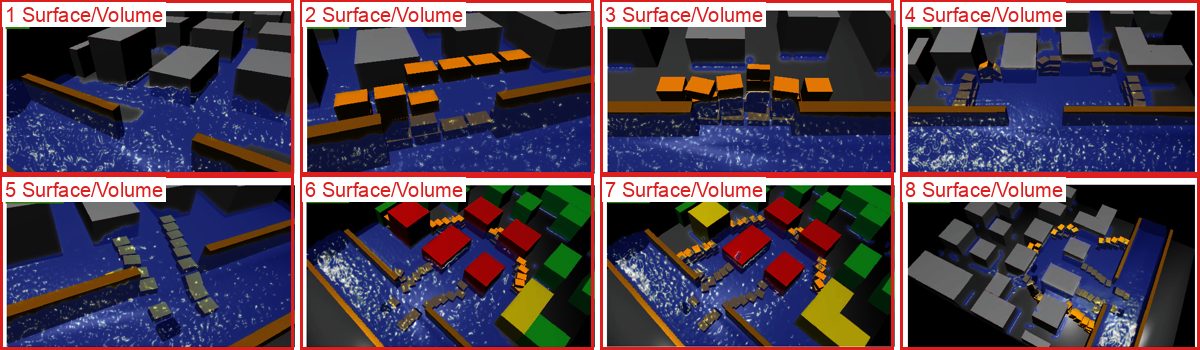 1 Surface/Volume
2 Surface/Volume
3 Surface/Volume
4 Surface/Volume
5 Surface/Volume
6 Surface/Volume
7 Surface/Volume
8 Surface/Volume